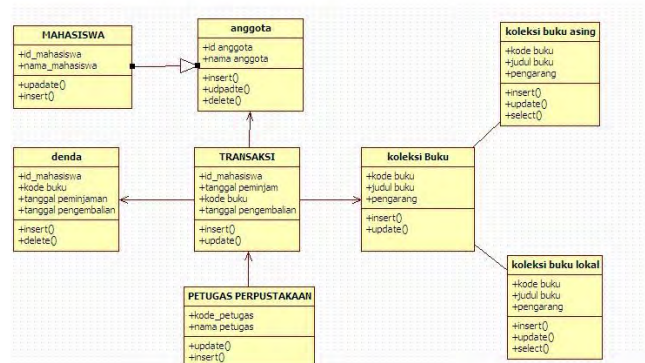 MAHASISWA
+id_mahasiswa
+nama_mahasiswa
+upadate()
+insert()
anggota
+id anggota
+nama anggota
+insert()
+udpadte()
+delete()
koleksi buku asing
+kode buku
+judul buku
+pengarang
+insert()
+update()
+select()
denda
+id_mahasiswa
+kode buku
+tanggal peminjaman
+tanggal pengembalian
+insert()
+delete()
TRANSAKSI
+id_mahasiswa
+tanggal peminjam
+kode buku
+tanggal pengembalian
+insert()
+update()
koleksi Buku
+kode buku
+judul buku
+pengarang
+insert()
+update()
koleksi buku lokal
+kode buku
+judul buku
+pengarang
+insert()
+update()
+select()
PETUGAS PERPUSTAKAAN
+kode_petugas
+nama petugas
+update()
+insert()